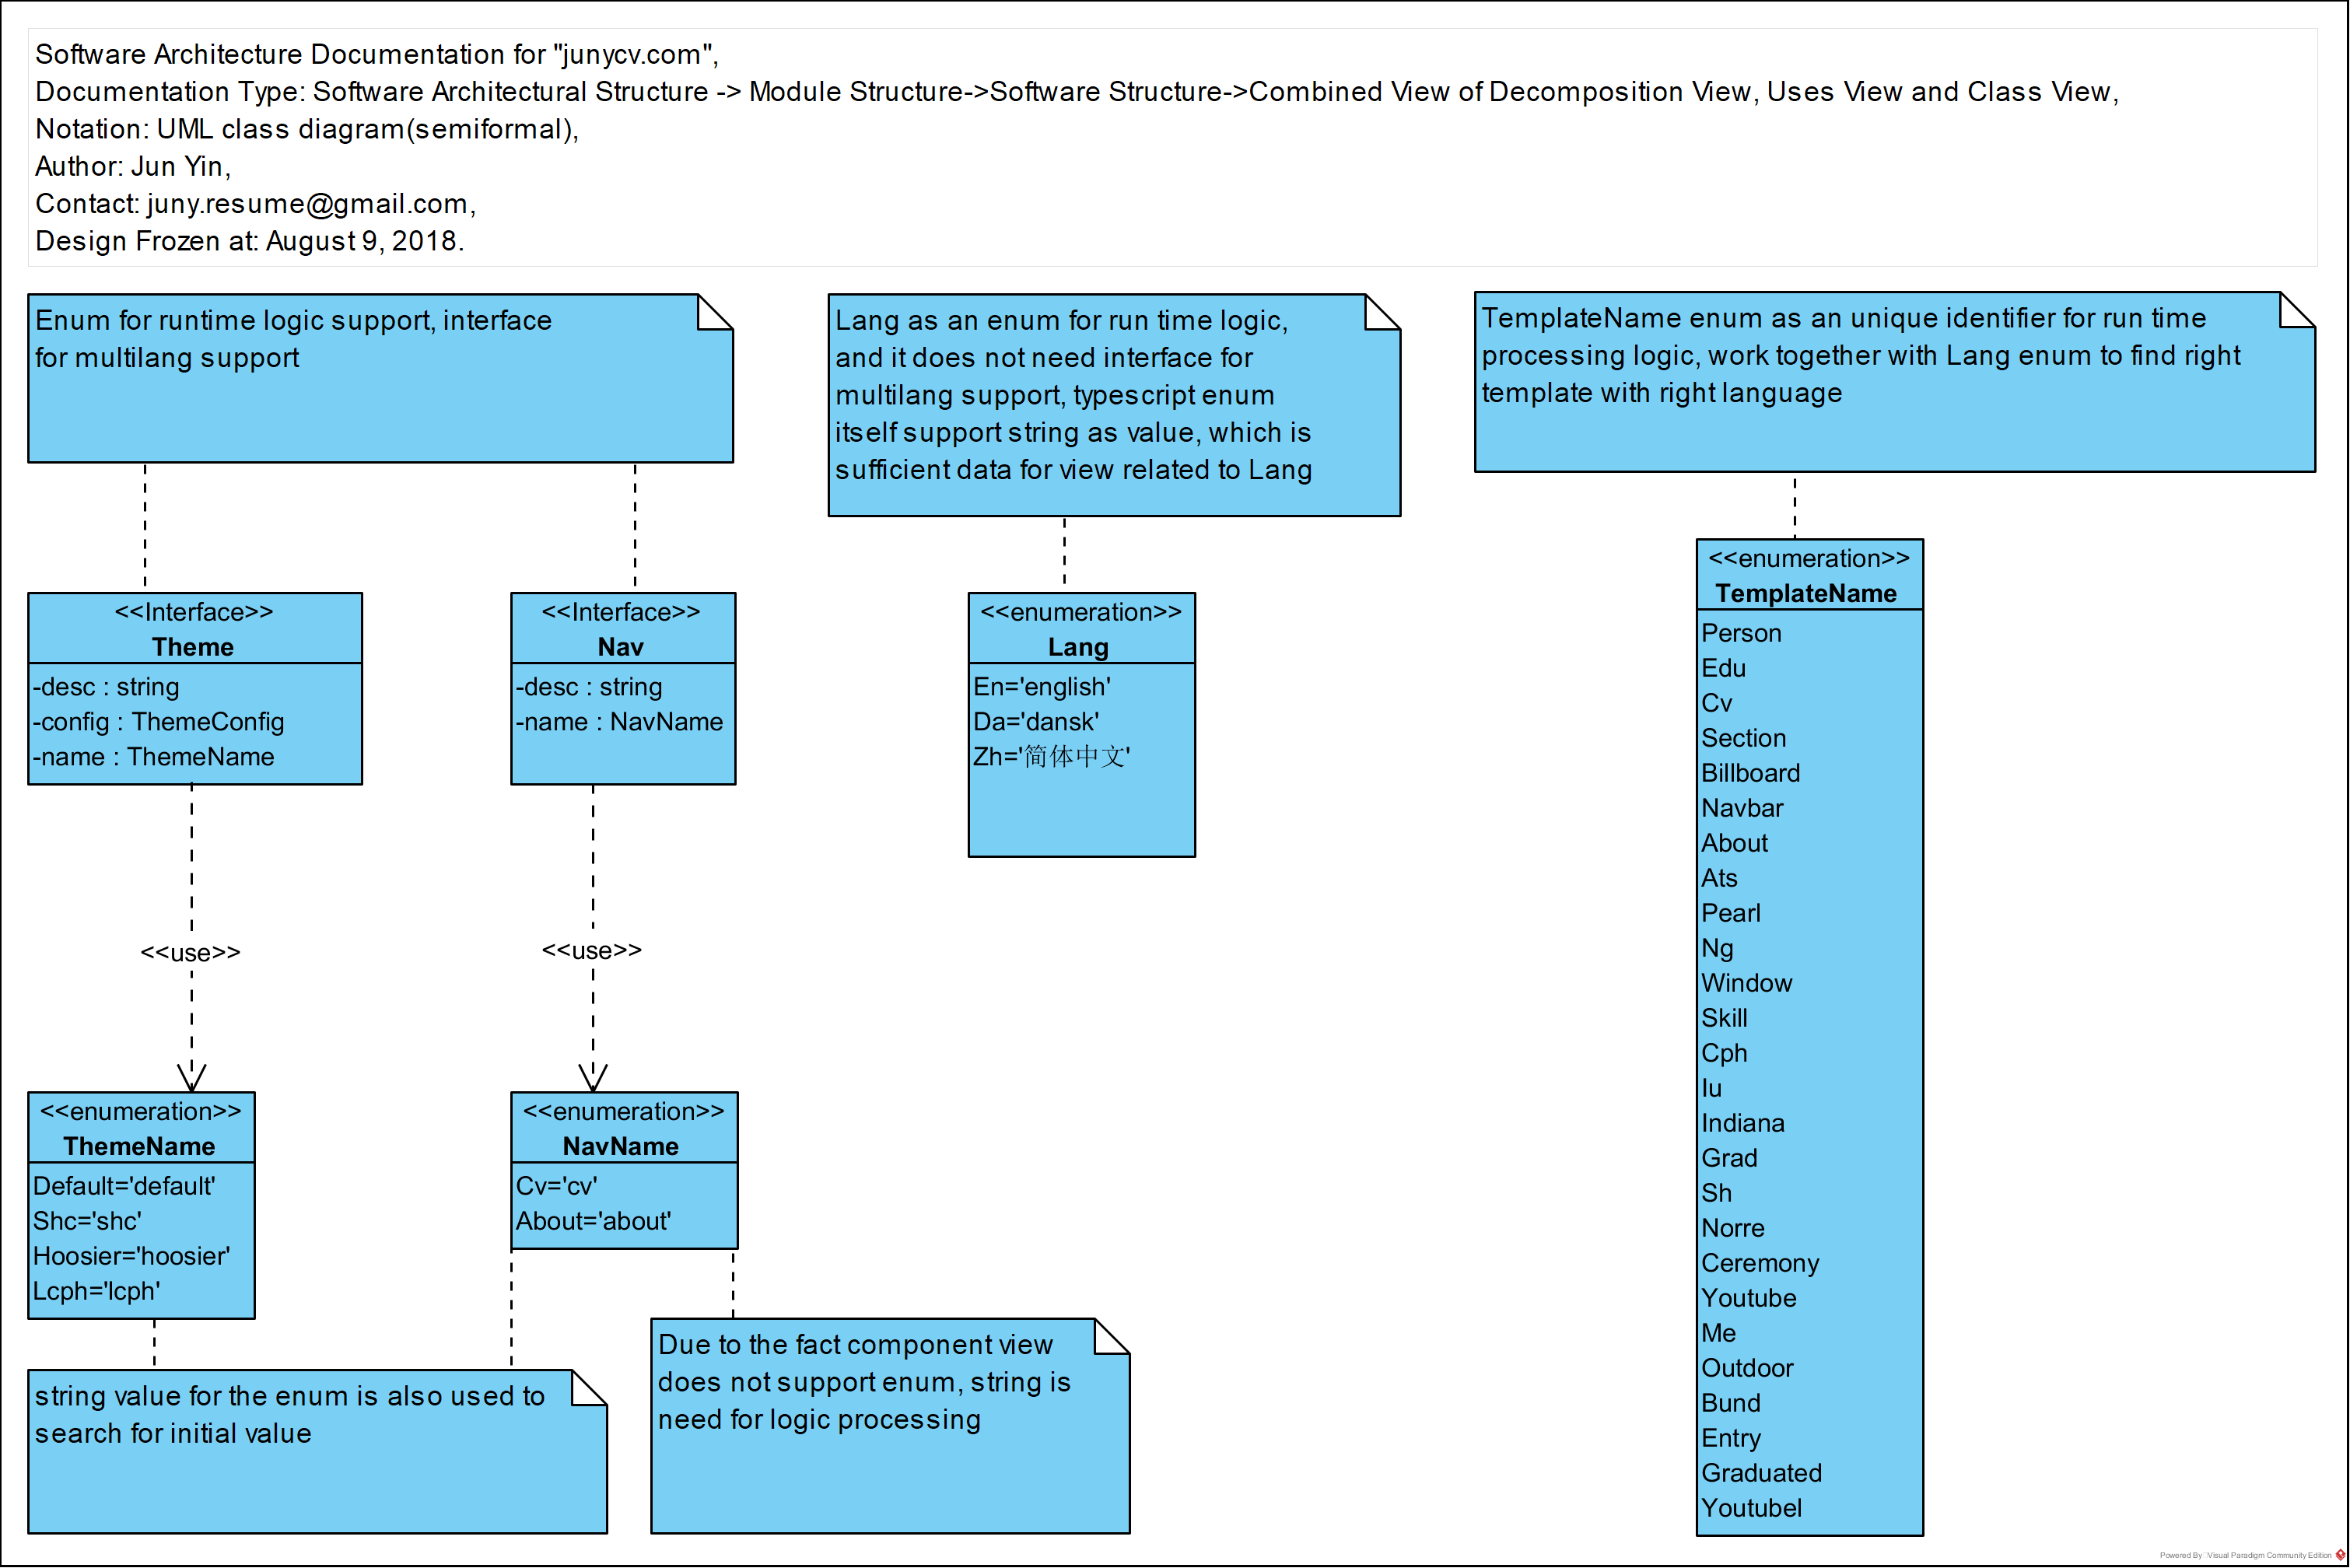 Software Architecture Documentation for "junycv.com",
Documentation Type: Software Architectural Structure -> Module Structure->Software Structure->Combined View of Decomposition View, Uses View and Class View,
Notation: UML class diagram(semiformal),
Author: Jun Yin,
Contact: juny.resume@gmail.com,
Design Frozen at: August 9, 2018.
Enum for runtime logic support, interface
for multilang support
Lang as an enum for run time logic,
and it does not need interface for
multilang support, typescript enum
itself support string as value, which is
sufficient data for view related to Lang
TemplateName enum as an unique identifier for run time
processing logic, work together with Lang enum to find right
template with right language
<<Interface>>
Theme
-desc : string
-config : ThemeConfig
-name : ThemeName
<<Interface>>
Nav
-desc : string
-name : NavName
<<enumeration>>
Lang
En='english'
Da='dansk'
Zh='简体中文'
<<enumeration>>
TemplateName
Person
Edu
Cv
Section
Billboard
Navbar
About
Ats
Pearl
Ng
Window
Skill
Cph
Iu
Indiana
Grad
Sh
Norre
Ceremony
Youtube
Me
Outdoor
Bund
Entry
Graduated
Youtubel
<<use>>
<<use>>
<<enumeration>>
ThemeName
Default='default'
Shc='shc'
Hoosier='hoosier'
Lcph='lcph'
<<enumeration>>
NavName
Cv='cv'
About='about'
string value for the enum is also used to
search for initial value
Due to the fact component view
does not support enum, string is
need for logic processing
Powered By Visual Paradigm Community Edition